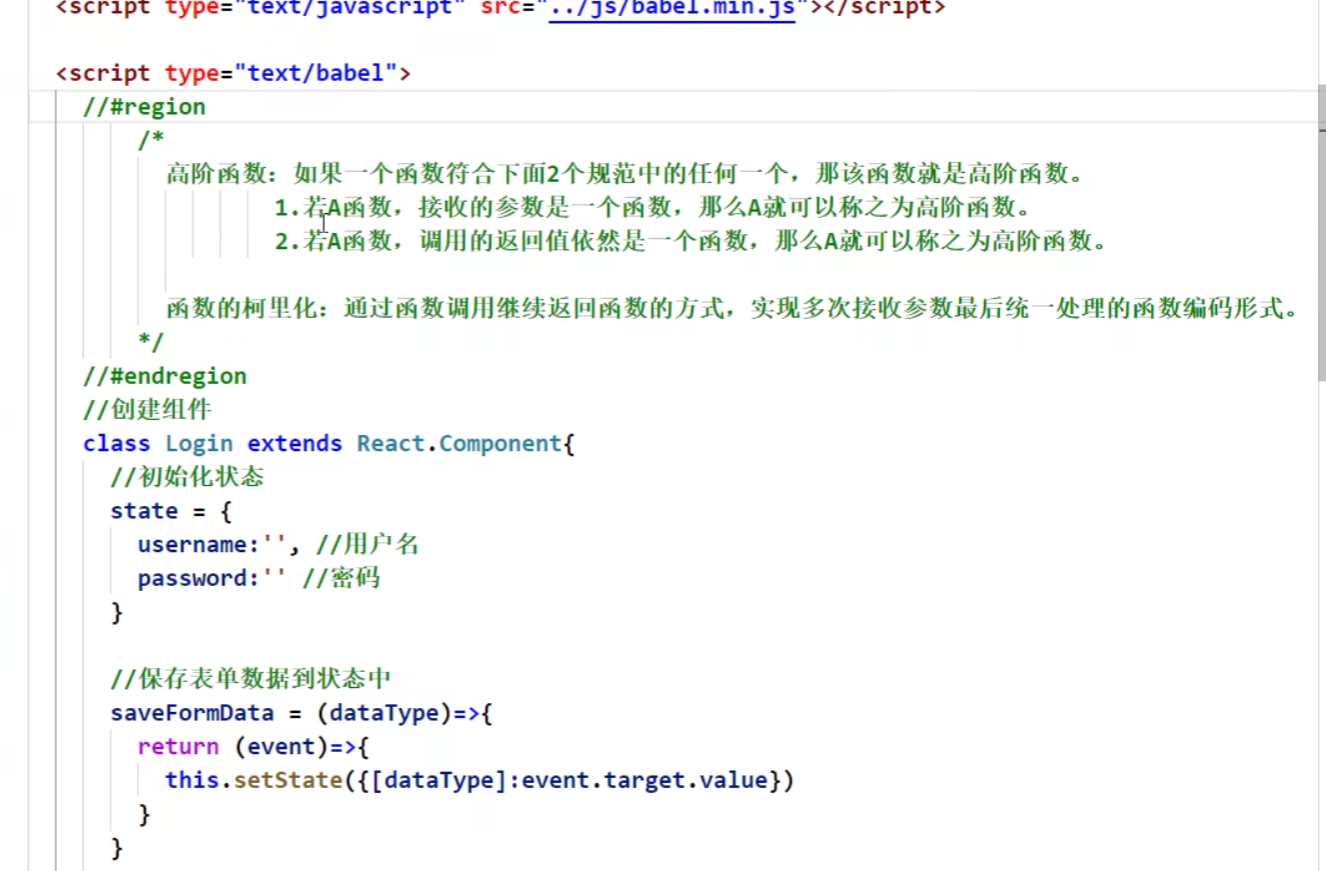 <script type="text/javascript" src="../js/babel.min.js"></script>
<script type="text/babel">
//#region
/*
高阶函数：如果一个函数符合下面2个规范中的任何一个，那该函数就是高阶函数。
1.若A函数，接收的参数是一个函数，那么A就可以称之为高阶函数。
2.若A函数，调用的返回值依然是一个函数，那么A就可以称之为高阶函数。
函数的柯里化：通过函数调用继续返回函数的方式，实现多次接收参数最后统一处理的函数编码形式。
*/
//#endregion
//创建组件
class Login extends React.Component{
//初始化状态
state = {
username:'', //用户名
password:'' //密码
}
//保存表单数据到状态中
saveFormData = (dataType)=>{
return (event)=>{
this.setState({[dataType]:event.target.value})
}
}